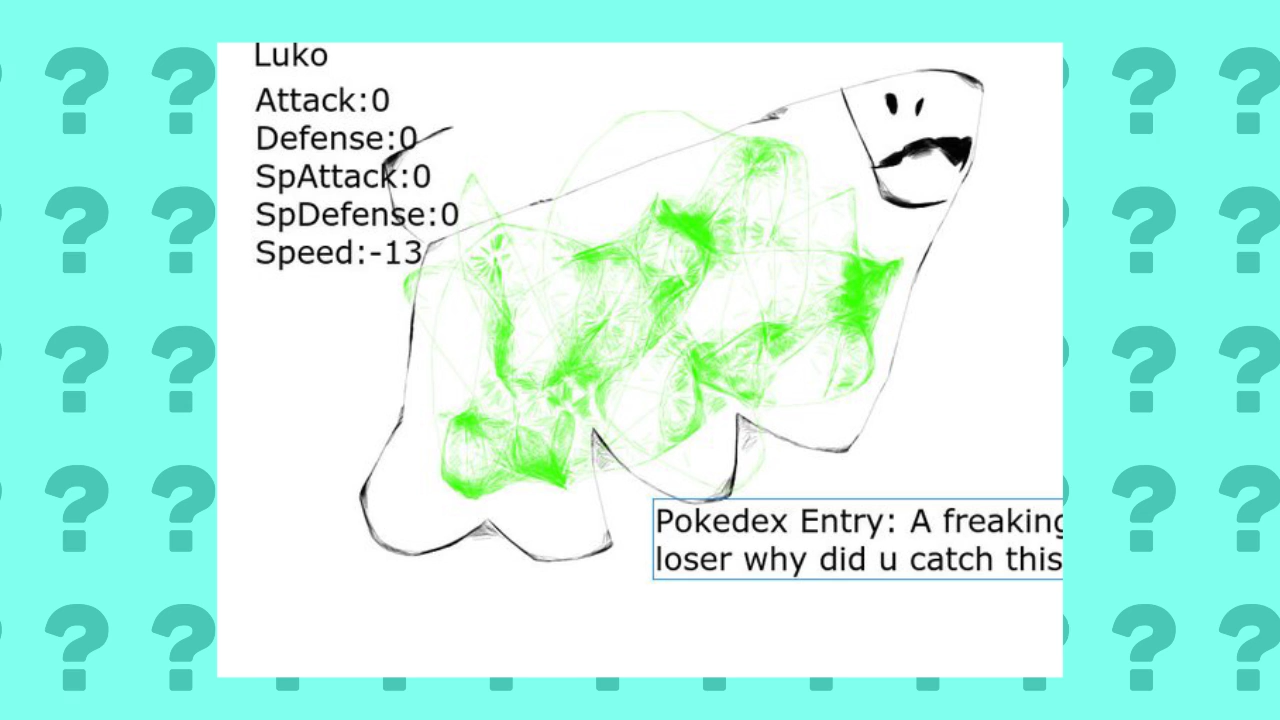 Luko
Attack:0
Defense:0
SpAttack:0
SpDefense:0
Speed:-13
Pokedex Entry: A freaking
loser why did u catch this